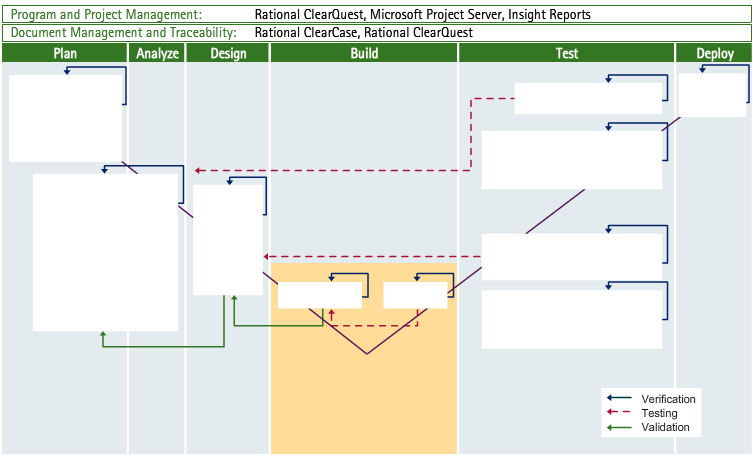 Program and Project Management: Rational ClearQuest, Microsoft Project Server, Insight Reports
Document Management and Traceability: Rational ClearCase, Rational ClearQuest
Plan Analyze Design Build Test Deploy
Verification
Testing
Validation